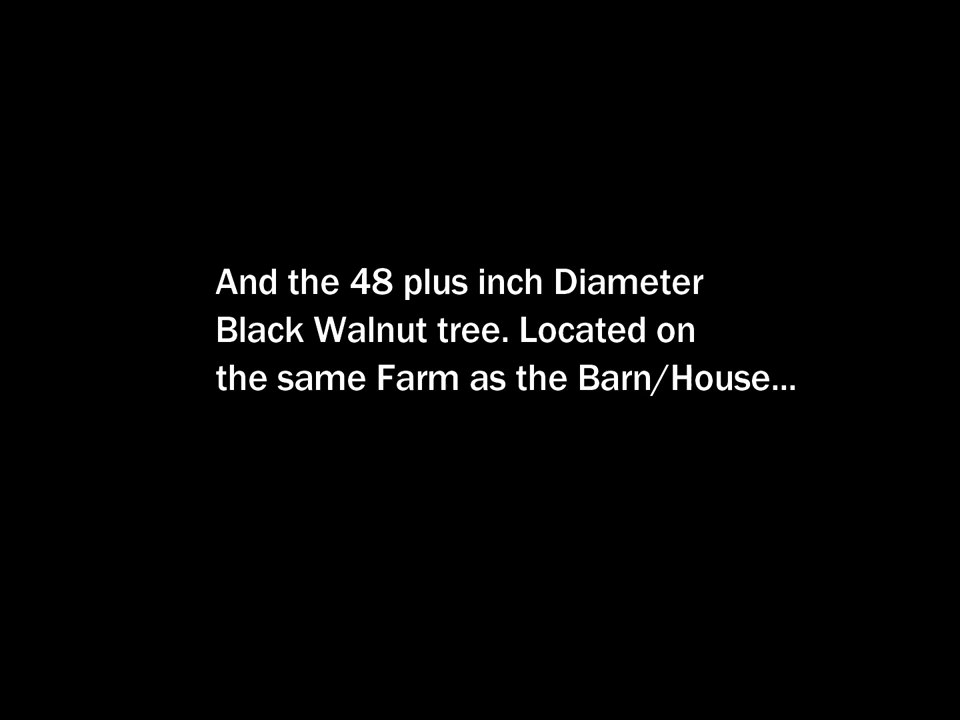 And the 48 plus inch Diameter
Black Walnut tree. Located on
the same Farm as the Barn/House...